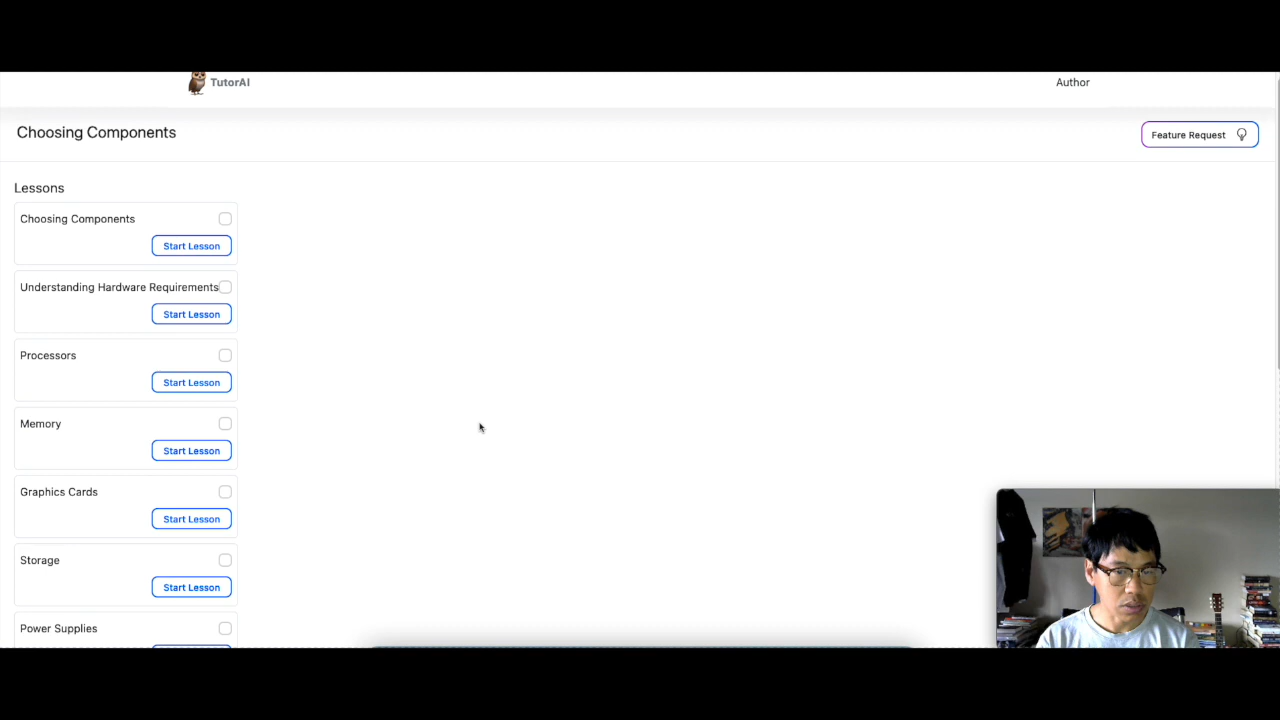 TutorAI
Author
Choosing Components
Feature Request
Lessons
Choosing Components
Start Lesson
Understanding Hardware Requirements
Start Lesson
Processors
Start Lesson
Memory
Start Lesson
Graphics Cards
Start Lesson
Storage
Start Lesson
Power Supplies